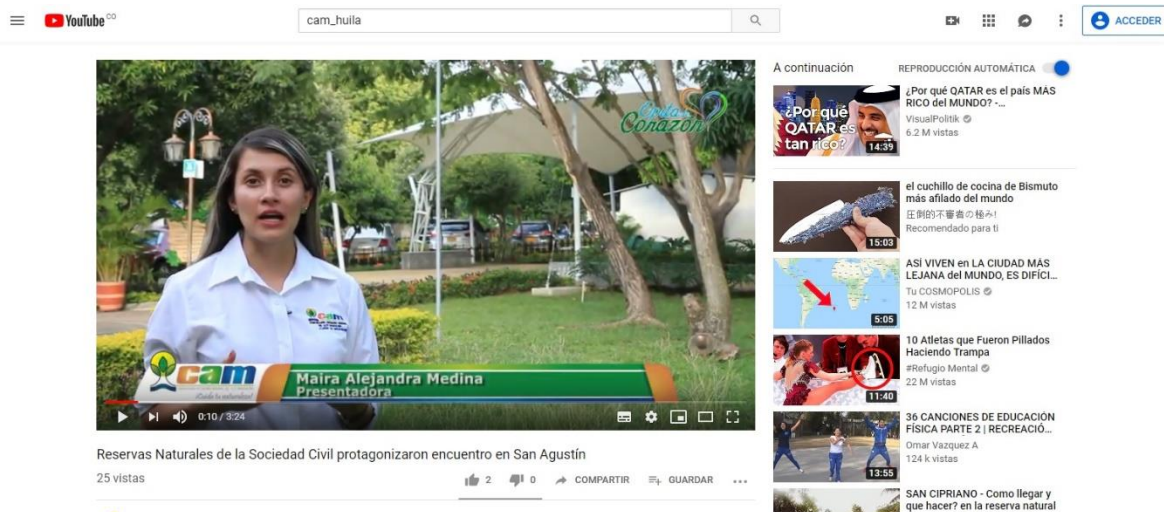 YouTube CO
cam_huila
ACCEDER
Opita de Corazón
cam
cam
Maira Alejandra Medina
Presentadora
0:10 / 3:24
Reservas Naturales de la Sociedad Civil protagonizaron encuentro en San Agustín
25 vistas
2
0
COMPARTIR
GUARDAR
A continuación
REPRODUCCIÓN AUTOMÁTICA
¿Por qué
QATAR es
tan rico?
14:39
¿Por qué QATAR es el país MÁS
RICO del MUNDO? -...
VisualPolitik
6.2 M vistas
15:03
el cuchillo de cocina de Bismuto
más afilado del mundo
圧倒的不審者の極み!
Recomendado para ti
5:05
ASÍ VIVEN en LA CIUDAD MÁS
LEJANA del MUNDO, ES DIFÍCI...
Tu COSMOPOLIS
12 M vistas
11:40
10 Atletas que Fueron Pillados
Haciendo Trampa
#Refugio Mental
22 M vistas
13:55
36 CANCIONES DE EDUCACIÓN
FÍSICA PARTE 2 | RECREACIÓ...
Omar Vazquez A
124 k vistas
SAN CIPRIANO - Como llegar y
que hacer? en la reserva natural